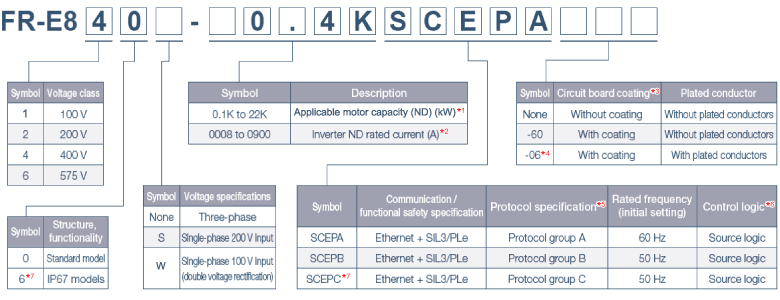 FR-E8 4 0 - 0 . 4 K S C E P A
Symbol Voltage class
1 100 V
2 200 V
4 400 V
6 575 V
Symbol Description
0.1K to 22K Applicable motor capacity (ND) (kW)*1
0008 to 0900 Inverter ND rated current (A)*2
Symbol Circuit board coating*3 Plated conductor
None Without coating Without plated conductors
-60 With coating Without plated conductors
-06*4 With coating With plated conductors
Symbol Structure,
functionality
0 Standard model
6*7 IP67 models
Symbol Voltage specifications
None Three-phase
S Single-phase 200 V Input
W Single-phase 100 V Input
(double voltage rectification)
Symbol Communication /
functional safety specification Protocol specification*5 Rated frequency
(initial setting) Control logic*6
SCEPA Ethernet + SIL3/PLe Protocol group A 60 Hz Source logic
SCEPB Ethernet + SIL3/PLe Protocol group B 50 Hz Source logic
SCEPC*7 Ethernet + SIL3/PLe Protocol group C 50 Hz Source logic